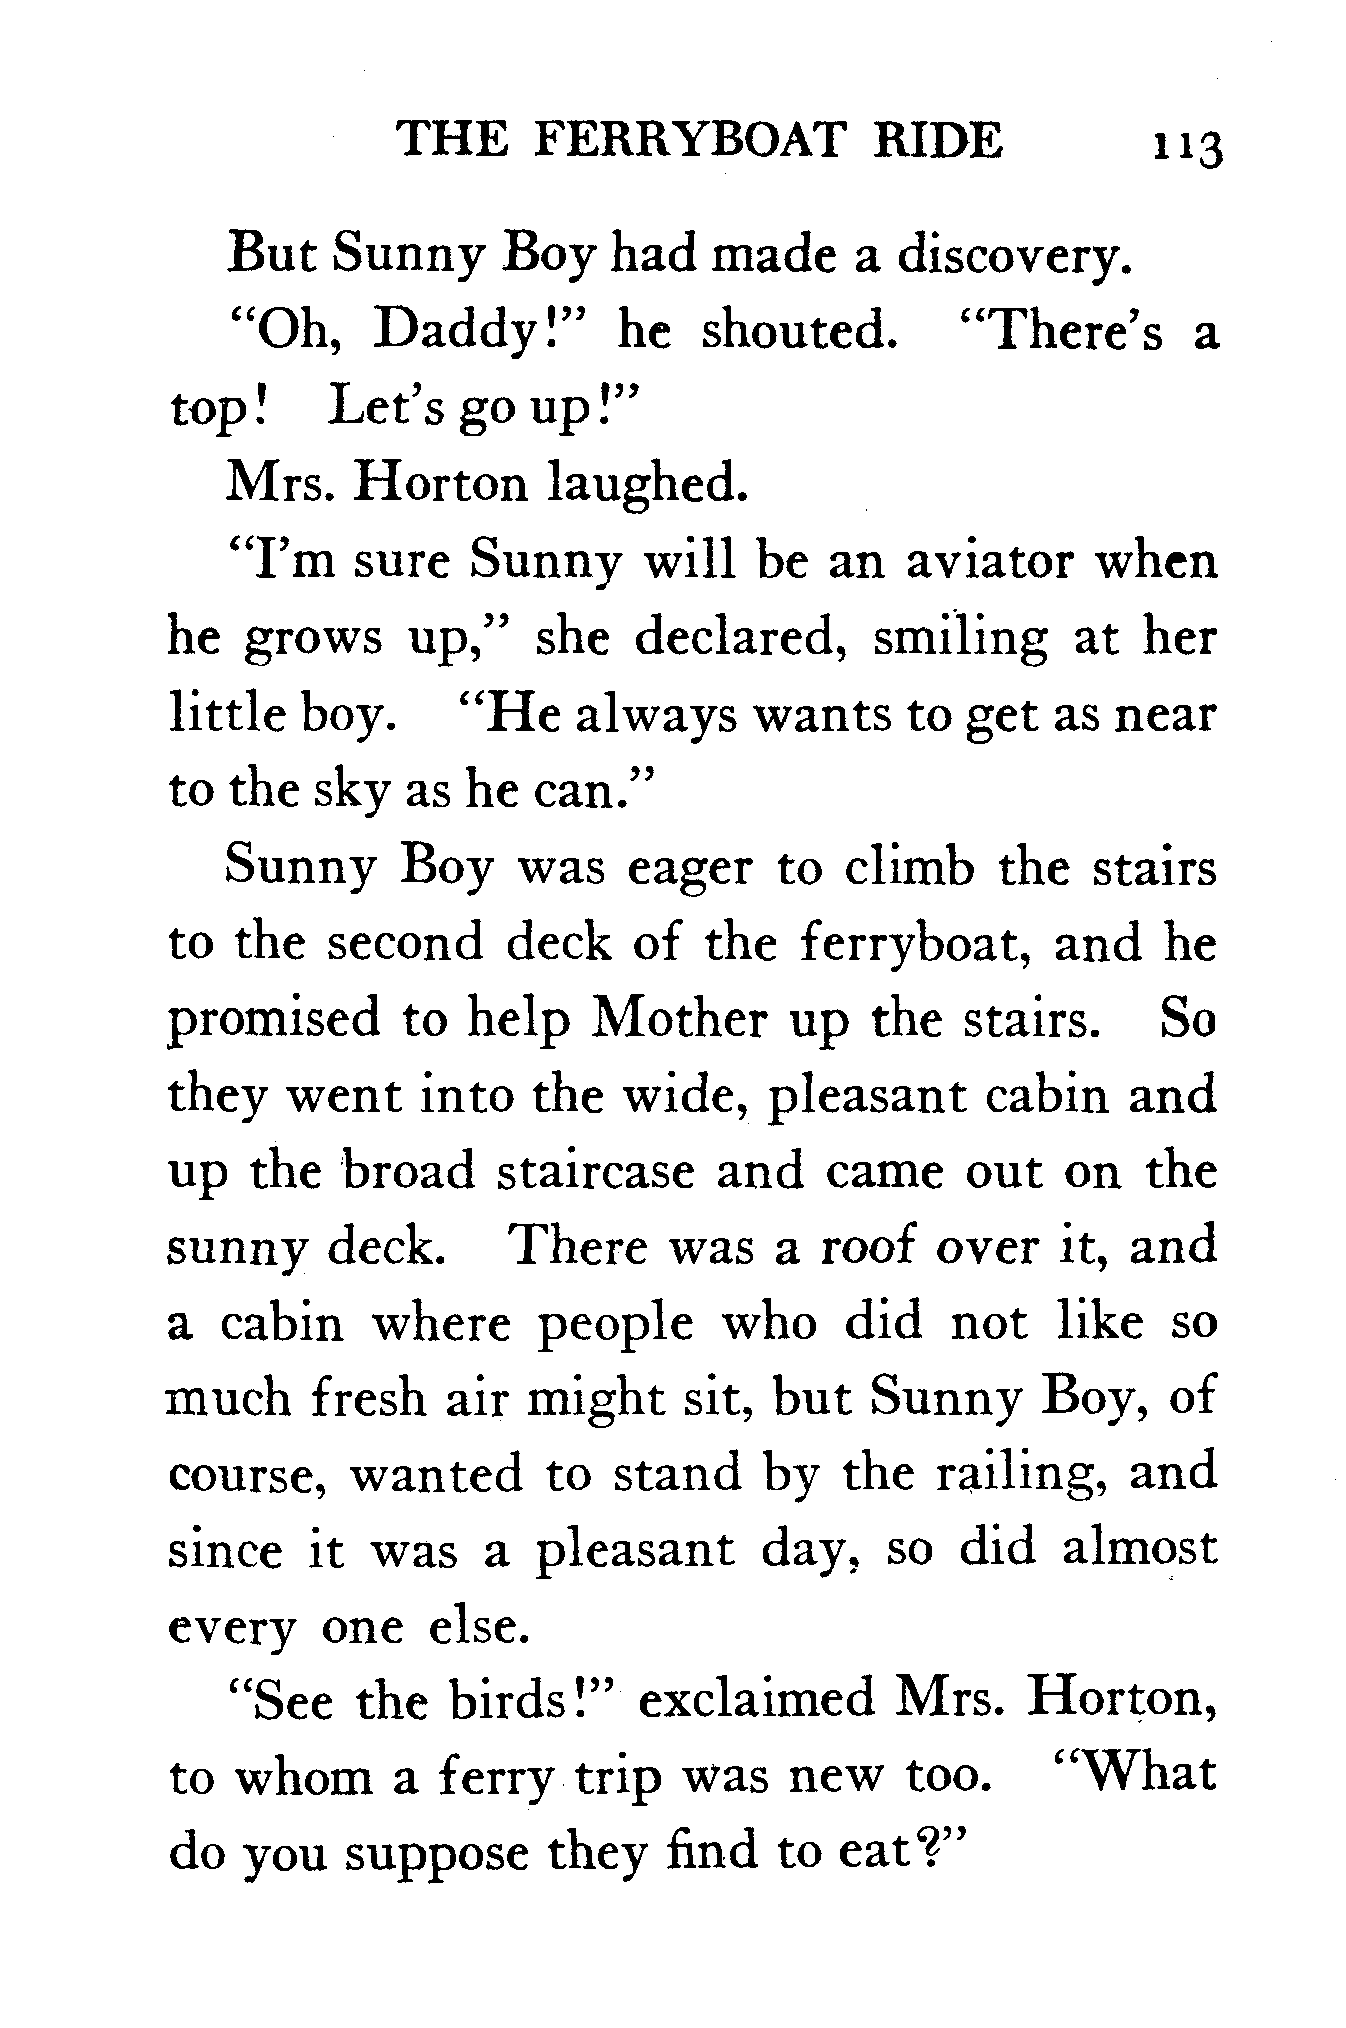 THE FERRYBOAT RIDE 113
But Sunny Boy had made a discovery.
“Oh, Daddy!” he shouted. “There’s a
top! Let’s go up!”
Mrs. Horton laughed.
“I’m sure Sunny will be an aviator when
he grows up,” she declared, smiling at her
little boy. “He always wants to get as near
to the sky as he can.”
Sunny Boy was eager to climb the stairs
to the second deck of the ferryboat, and he
promised to help Mother up the stairs. So
they went into the wide, pleasant cabin and
up the broad staircase and came out on the
sunny deck. There was a roof over it, and
a cabin where people who did not like so
much fresh air might sit, but Sunny Boy, of
course, wanted to stand by the railing, and
since it was a pleasant day, so did almost
every one else.
“See the birds!” exclaimed Mrs. Horton,
to whom a ferry trip was new too. “What
do you suppose they find to eat?”